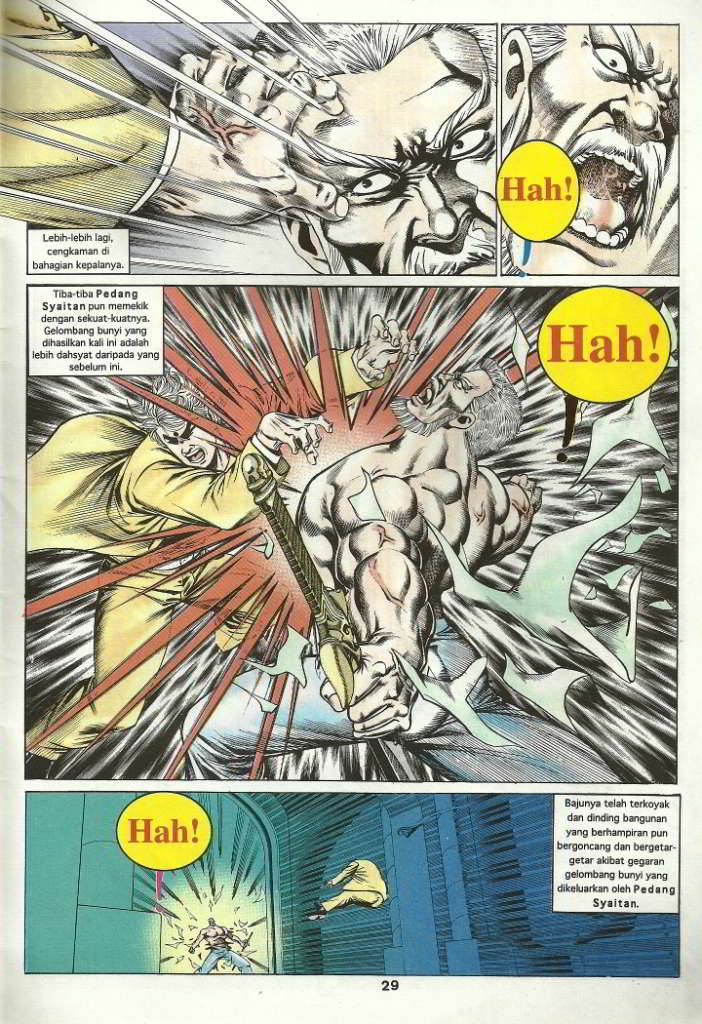 Lebih-lebih lagi,
cengkaman di
bahagian kepalanya.
Hah!
Tiba-tiba Pedang
Syaitan pun memekik
dengan sekuat-kuatnya.
Gelombang bunyi yang
dihasilkan kali ini adalah
lebih dahsyat daripada yang
sebelum ini.
Hah!
!
Hah!
Bajunya telah terkoyak
dan dinding bangunan
yang berhampiran pun
bergoncang dan bergetar-
getar akibat gegaran
gelombang bunyi yang
dikeluarkan oleh Pedang
Syaitan.
29